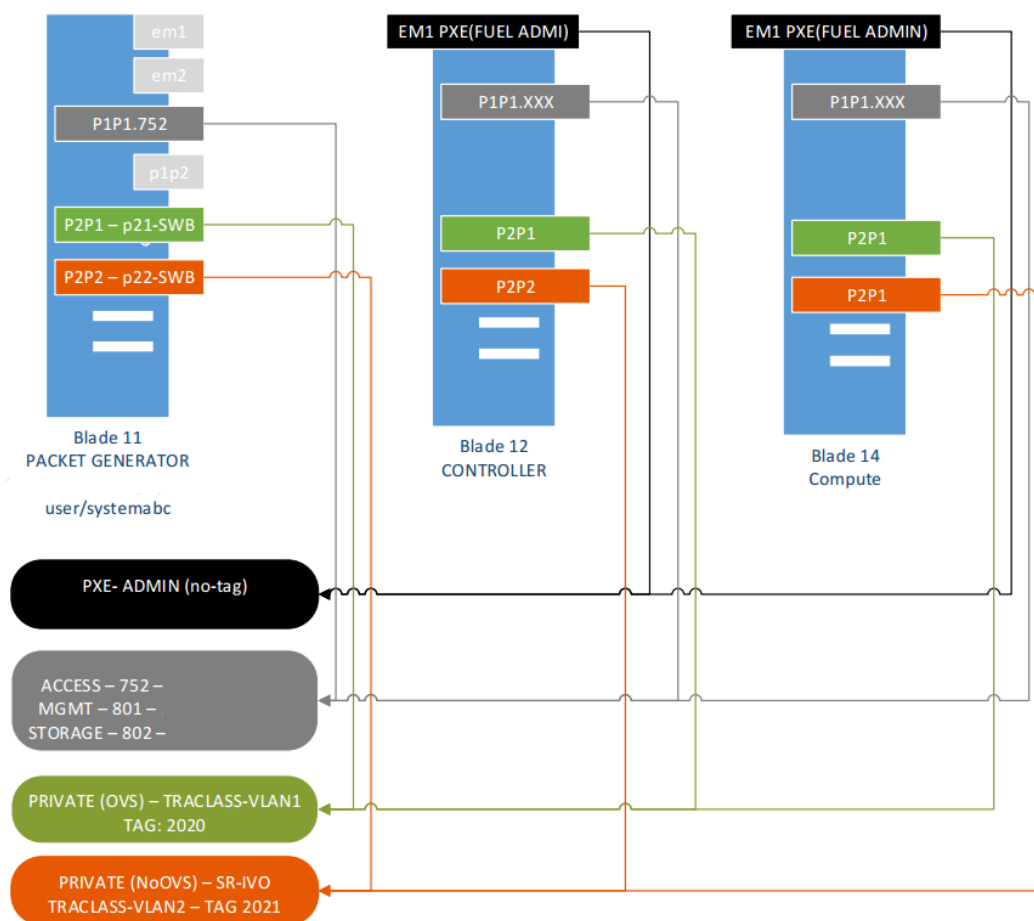 em1
em2
P1P1.752
p1p2
P2P1 – p21-SWB
P2P2 – p22-SWB
Blade 11
PACKET GENERATOR
user/systemabc
EM1 PXE(FUEL ADMI)
P1P1.XXX
P2P1
P2P2
Blade 12
CONTROLLER
EM1 PXE(FUEL ADMIN)
P1P1.XXX
P2P1
P2P1
Blade 14
Compute
PXE- ADMIN (no-tag)
ACCESS – 752 –
MGMT – 801 –
STORAGE – 802 –
PRIVATE (OVS) – TRACLASS-VLAN1
TAG: 2020
PRIVATE (NoOVS) – SR-IVO
TRACLASS-VLAN2 – TAG 2021